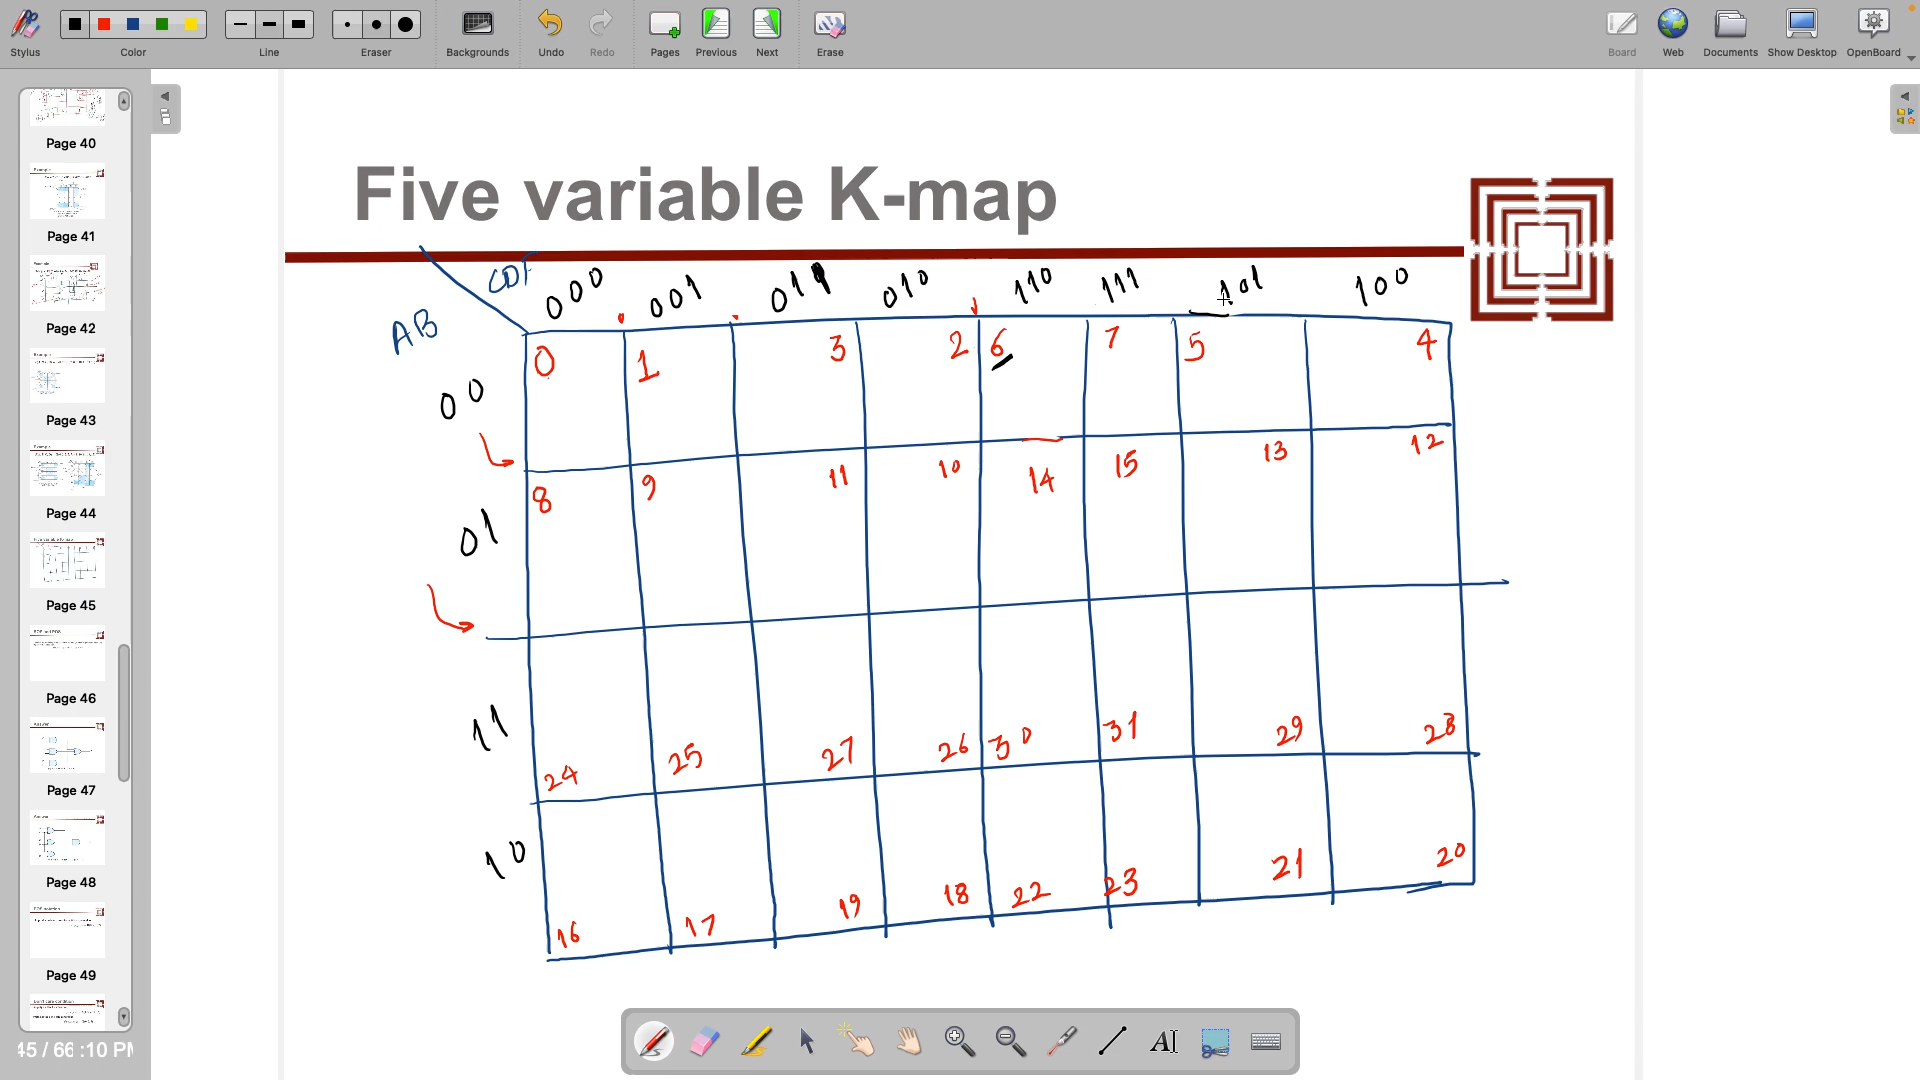 Stylus Color Line Eraser Backgrounds Undo Redo Pages Previous Next Erase Board Web Documents Show Desktop OpenBoard
Page 40
Page 41
Page 42
Page 43
Page 44
Page 45
Page 46
Page 47
Page 48
Page 49
45 / 66 :10 PM
Five variable K-map
AB
000 001 011 010 110 111 101 100
00 0 1 3 2 6 7 5 4
01 8 9 11 10 14 15 13 12
11 24 25 27 26 30 31 29 28
10 16 17 19 18 22 23 21 20